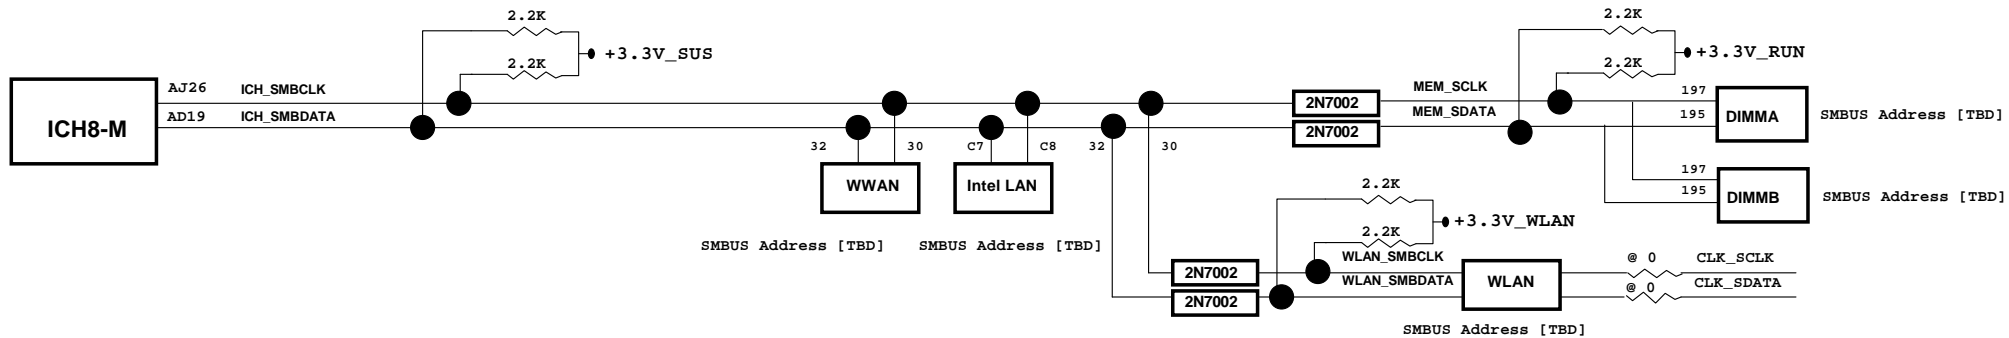 2.2K
2.2K
+3.3V_SUS
2.2K
2.2K
+3.3V_RUN
ICH8-M
AJ26
ICH_SMBCLK
AD19
ICH_SMBDATA
2N7002
2N7002
MEM_SCLK
MEM_SDATA
197
195
DIMMA
SMBUS Address [TBD]
32
30
WWAN
SMBUS Address [TBD]
C7
C8
Intel LAN
SMBUS Address [TBD]
32
30
197
195
DIMMB
SMBUS Address [TBD]
2.2K
2.2K
+3.3V_WLAN
2N7002
2N7002
WLAN_SMBCLK
WLAN_SMBDATA
WLAN
SMBUS Address [TBD]
@ 0
CLK_SCLK
@ 0
CLK_SDATA